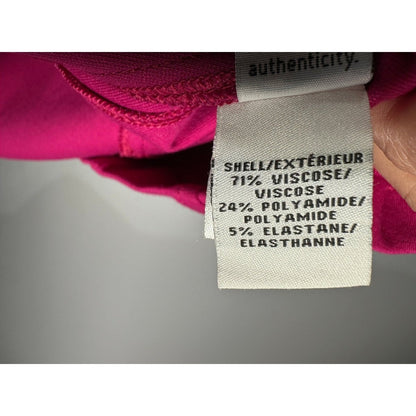 authenticity.
SHELL/EXTÉRIEUR
71% VISCOSE/
VISCOSE
24% POLYAMIDE/
POLYAMIDE
5% ELASTANE/
ELASTHANNE